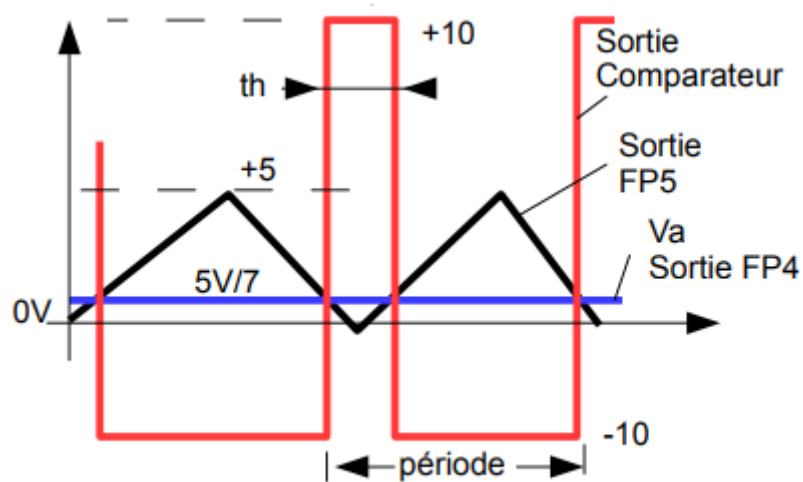 +10
Sortie
Comparateur
th
+5
Sortie
FP5
Va
Sortie FP4
5V/7
0V
-10
période